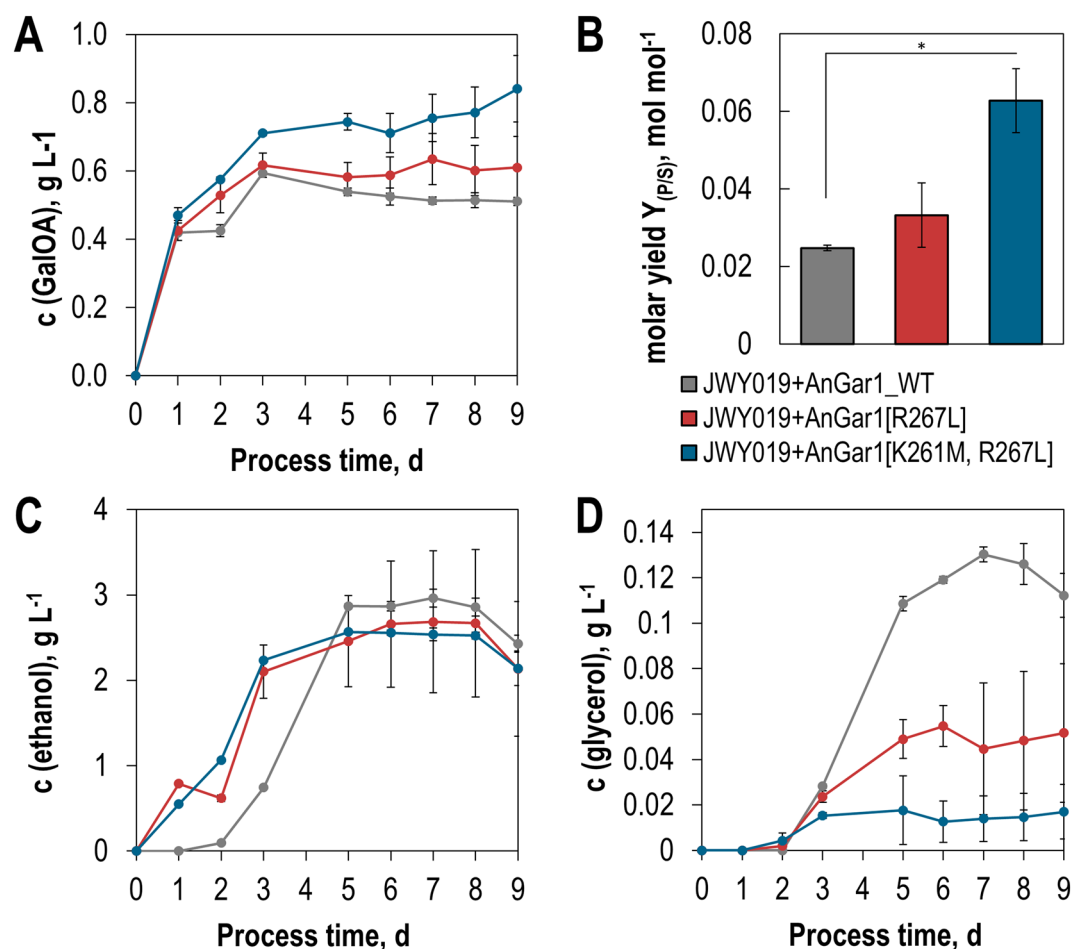 A
c (GalOA), g L-1
1.0
0.8
0.6
0.4
0.2
0.0
0 1 2 3 4 5 6 7 8 9
Process time, d
B
molar yield Y(P/S), mol mol-1
0.08
0.06
0.04
0.02
0
*
JWY019+AnGar1_WT
JWY019+AnGar1[R267L]
JWY019+AnGar1[K261M, R267L]
C
c (ethanol), g L-1
4
3
2
1
0
0 1 2 3 4 5 6 7 8 9
Process time, d
D
c (glycerol), g L-1
0.14
0.12
0.1
0.08
0.06
0.04
0.02
0
0 1 2 3 4 5 6 7 8 9
Process time, d